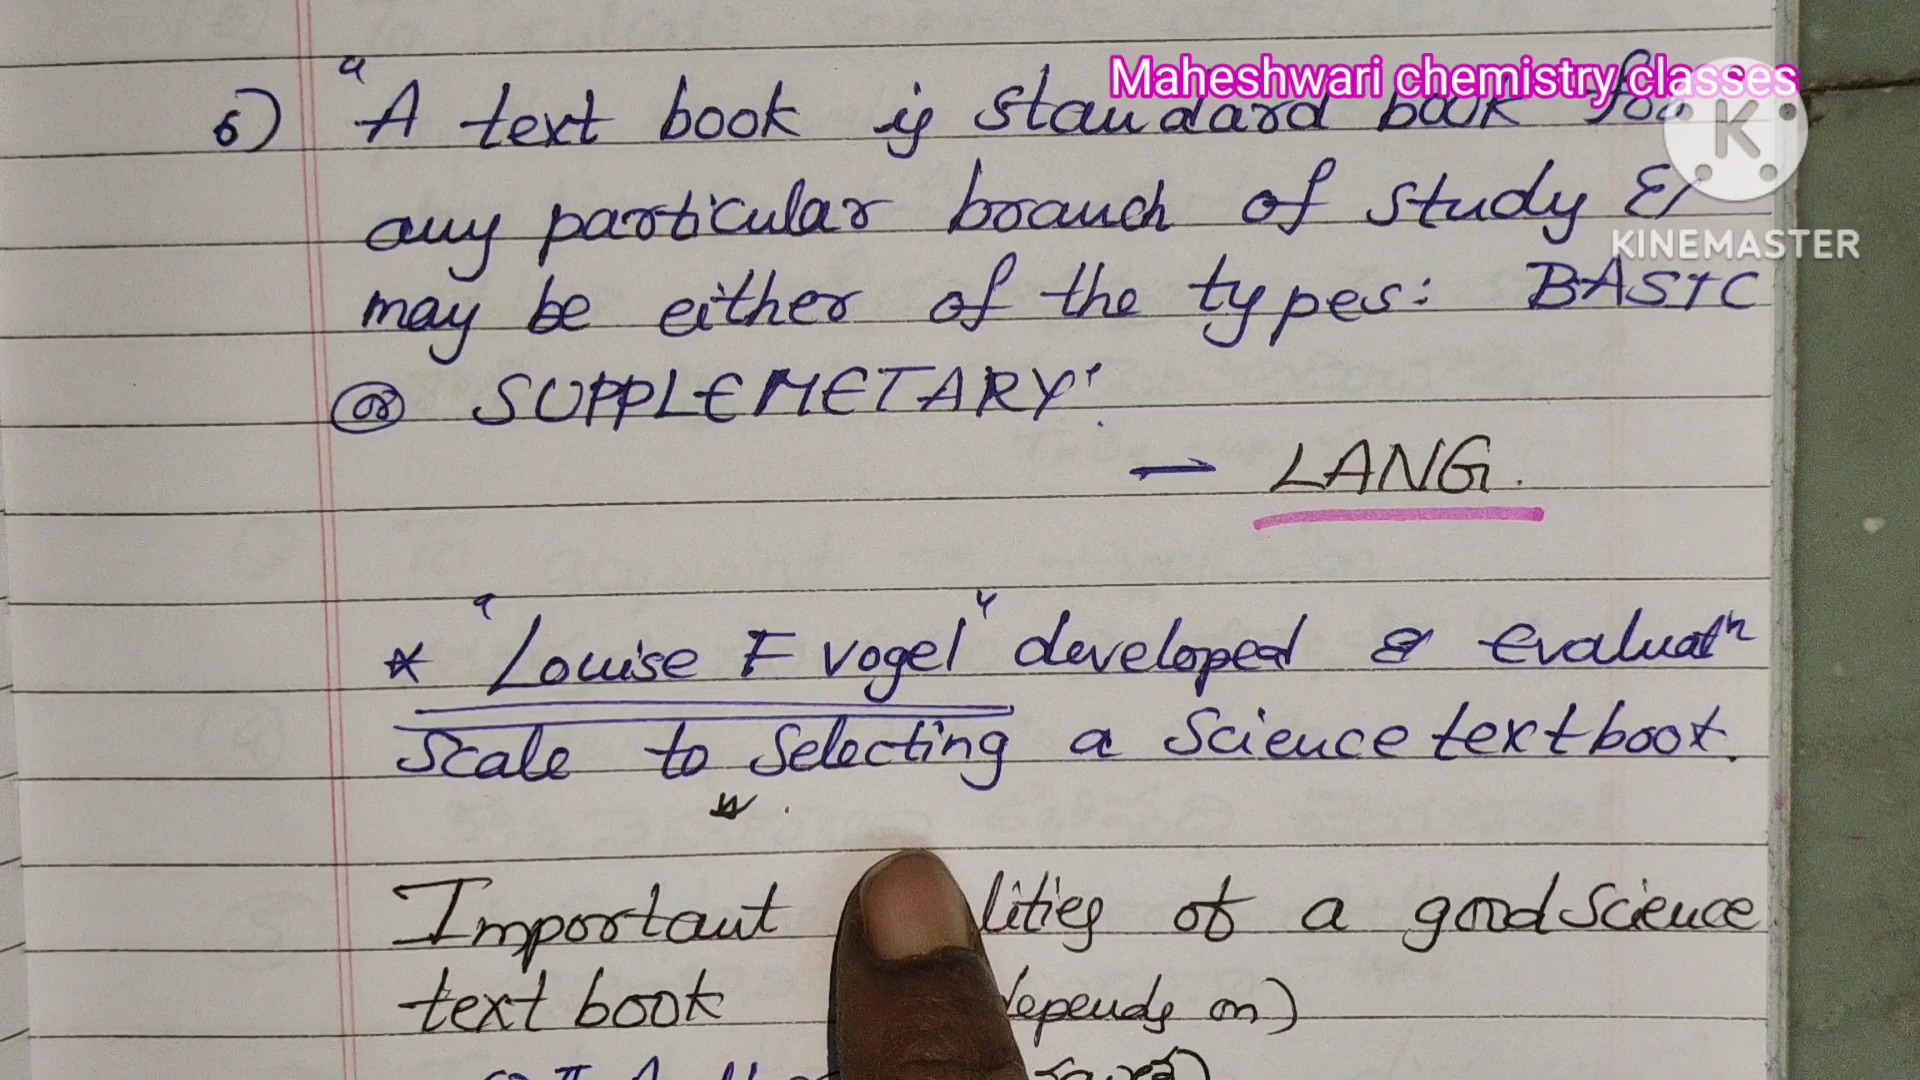 Maheshwari chemistry classes
K
KINEMASTER
6) "A text book is standard book for
any particular branch of study &
may be either of the types: BASIC
(or) SUPPLEMETARY".
— LANG.
* "Louise F vogel" developed a evaluatn
Scale to selecting a Science textbook.
Important lities of a good Science
text book depends on)